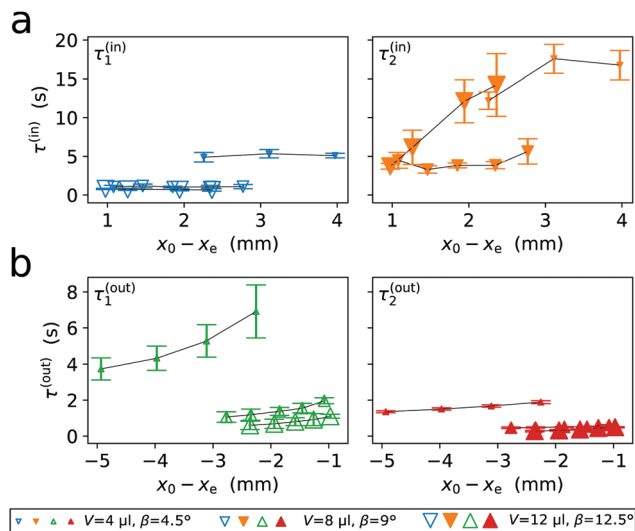 a
τ₁⁽ⁱⁿ⁾ τ₂⁽ⁱⁿ⁾
τ⁽ⁱⁿ⁾ (s)
20
15
10
5
0
1 2 3 4 1 2 3 4
x₀ − xₑ (mm) x₀ − xₑ (mm)
b
τ₁⁽ᵒᵘᵗ⁾ τ₂⁽ᵒᵘᵗ⁾
τ⁽ᵒᵘᵗ⁾ (s)
8
6
4
2
0
−5 −4 −3 −2 −1 −5 −4 −3 −2 −1
x₀ − xₑ (mm) x₀ − xₑ (mm)
V=4 μl, β=4.5° V=8 μl, β=9° V=12 μl, β=12.5°